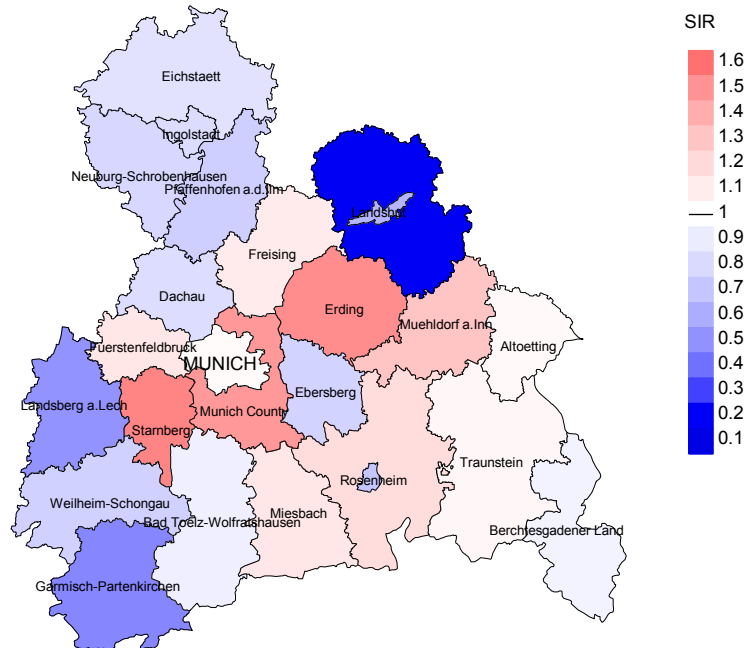 SIR
1.6
1.5
1.4
1.3
1.2
1.1
1
0.9
0.8
0.7
0.6
0.5
0.4
0.3
0.2
0.1
Eichstaett
Ingolstadt
Neuburg-Schrobenhausen
Pfaffenhofen a.d.Ilm
Landshut
Freising
Dachau
Erding
Muehldorf a.Inn
Altoetting
Fuerstenfeldbruck
MUNICH
Ebersberg
Landsberg a.Lech
Munich County
Starnberg
Traunstein
Rosenheim
Weilheim-Schongau
Miesbach
Bad Toelz-Wolfratshausen
Berchtesgadener Land
Garmisch-Partenkirchen